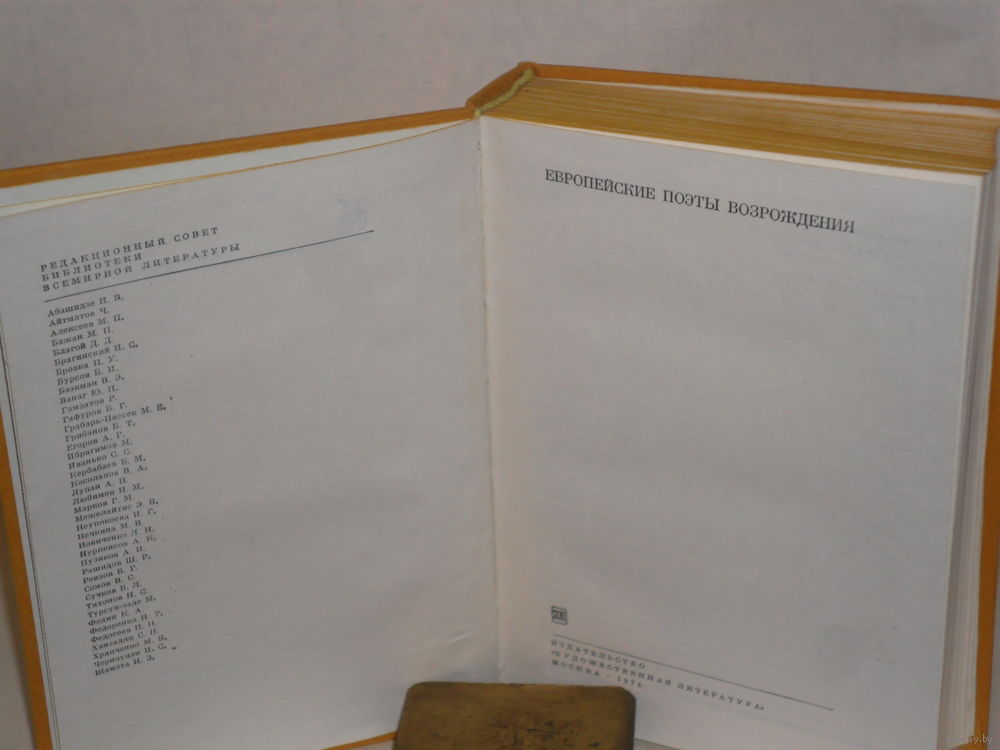 РЕДАКЦИОННЫЙ СОВЕТ
БИБЛИОТЕКИ
ВСЕМИРНОЙ ЛИТЕРАТУРЫ
Абашидзе И. В.
Айтматов Ч.
Алексеев М. П.
Бажан М. П.
Благой Д. Д.
Брагинский И. С.
Бровка П. У.
Бурсов Б. И.
Бээкман В. Э.
Ванаг Ю. П.
Гамзатов Р.
Гафуров Б. Г.
Грабарь-Пассек М. Е.
Грибанов Б. Т.
Егоров А. Г.
Ибрагимов М.
Иванько С. С.
Кербабаев Б. М.
Косолапов В. А.
Лупан А. П.
Любимов Н. М.
Марков Г. М.
Межелайтис Э. Б.
Неупокоева И. Г.
Нечкина М. В.
Новиченко Л. Н.
Нурпеисов А. К.
Пузиков А. И.
Рашидов Ш. Р.
Реизов Б. Г.
Сомов В. С.
Сучков Б. Л.
Тихонов Н. С.
Турсун-заде М.
Федин К. А.
Федоренко Н. Т.
Федосеев П. Н.
Ханзадян С. Н.
Храпченко М. Б.
Черноуцан И. С.
Шамота Н. З.
ЕВРОПЕЙСКИЕ ПОЭТЫ ВОЗРОЖДЕНИЯ
ИЗДАТЕЛЬСТВО
«ХУДОЖЕСТВЕННАЯ ЛИТЕРАТУРА»
МОСКВА · 1974